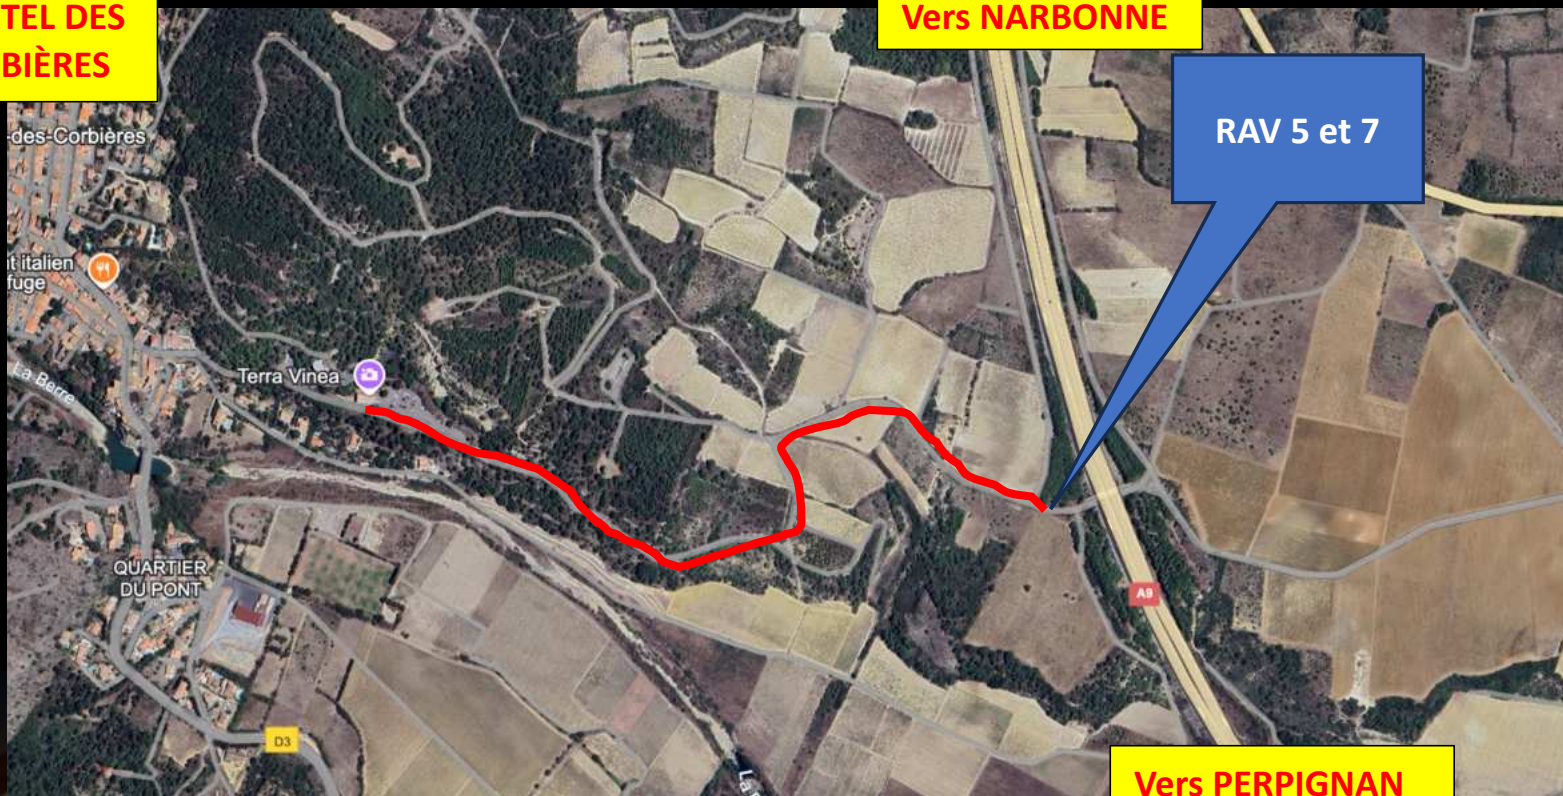 TEL DES
BIÈRES
Vers NARBONNE
RAV 5 et 7
-des-Corbières
t italien
fuge
Terra Vinea
La Berre
QUARTIER
DU PONT
A9
D3
Vers PERPIGNAN